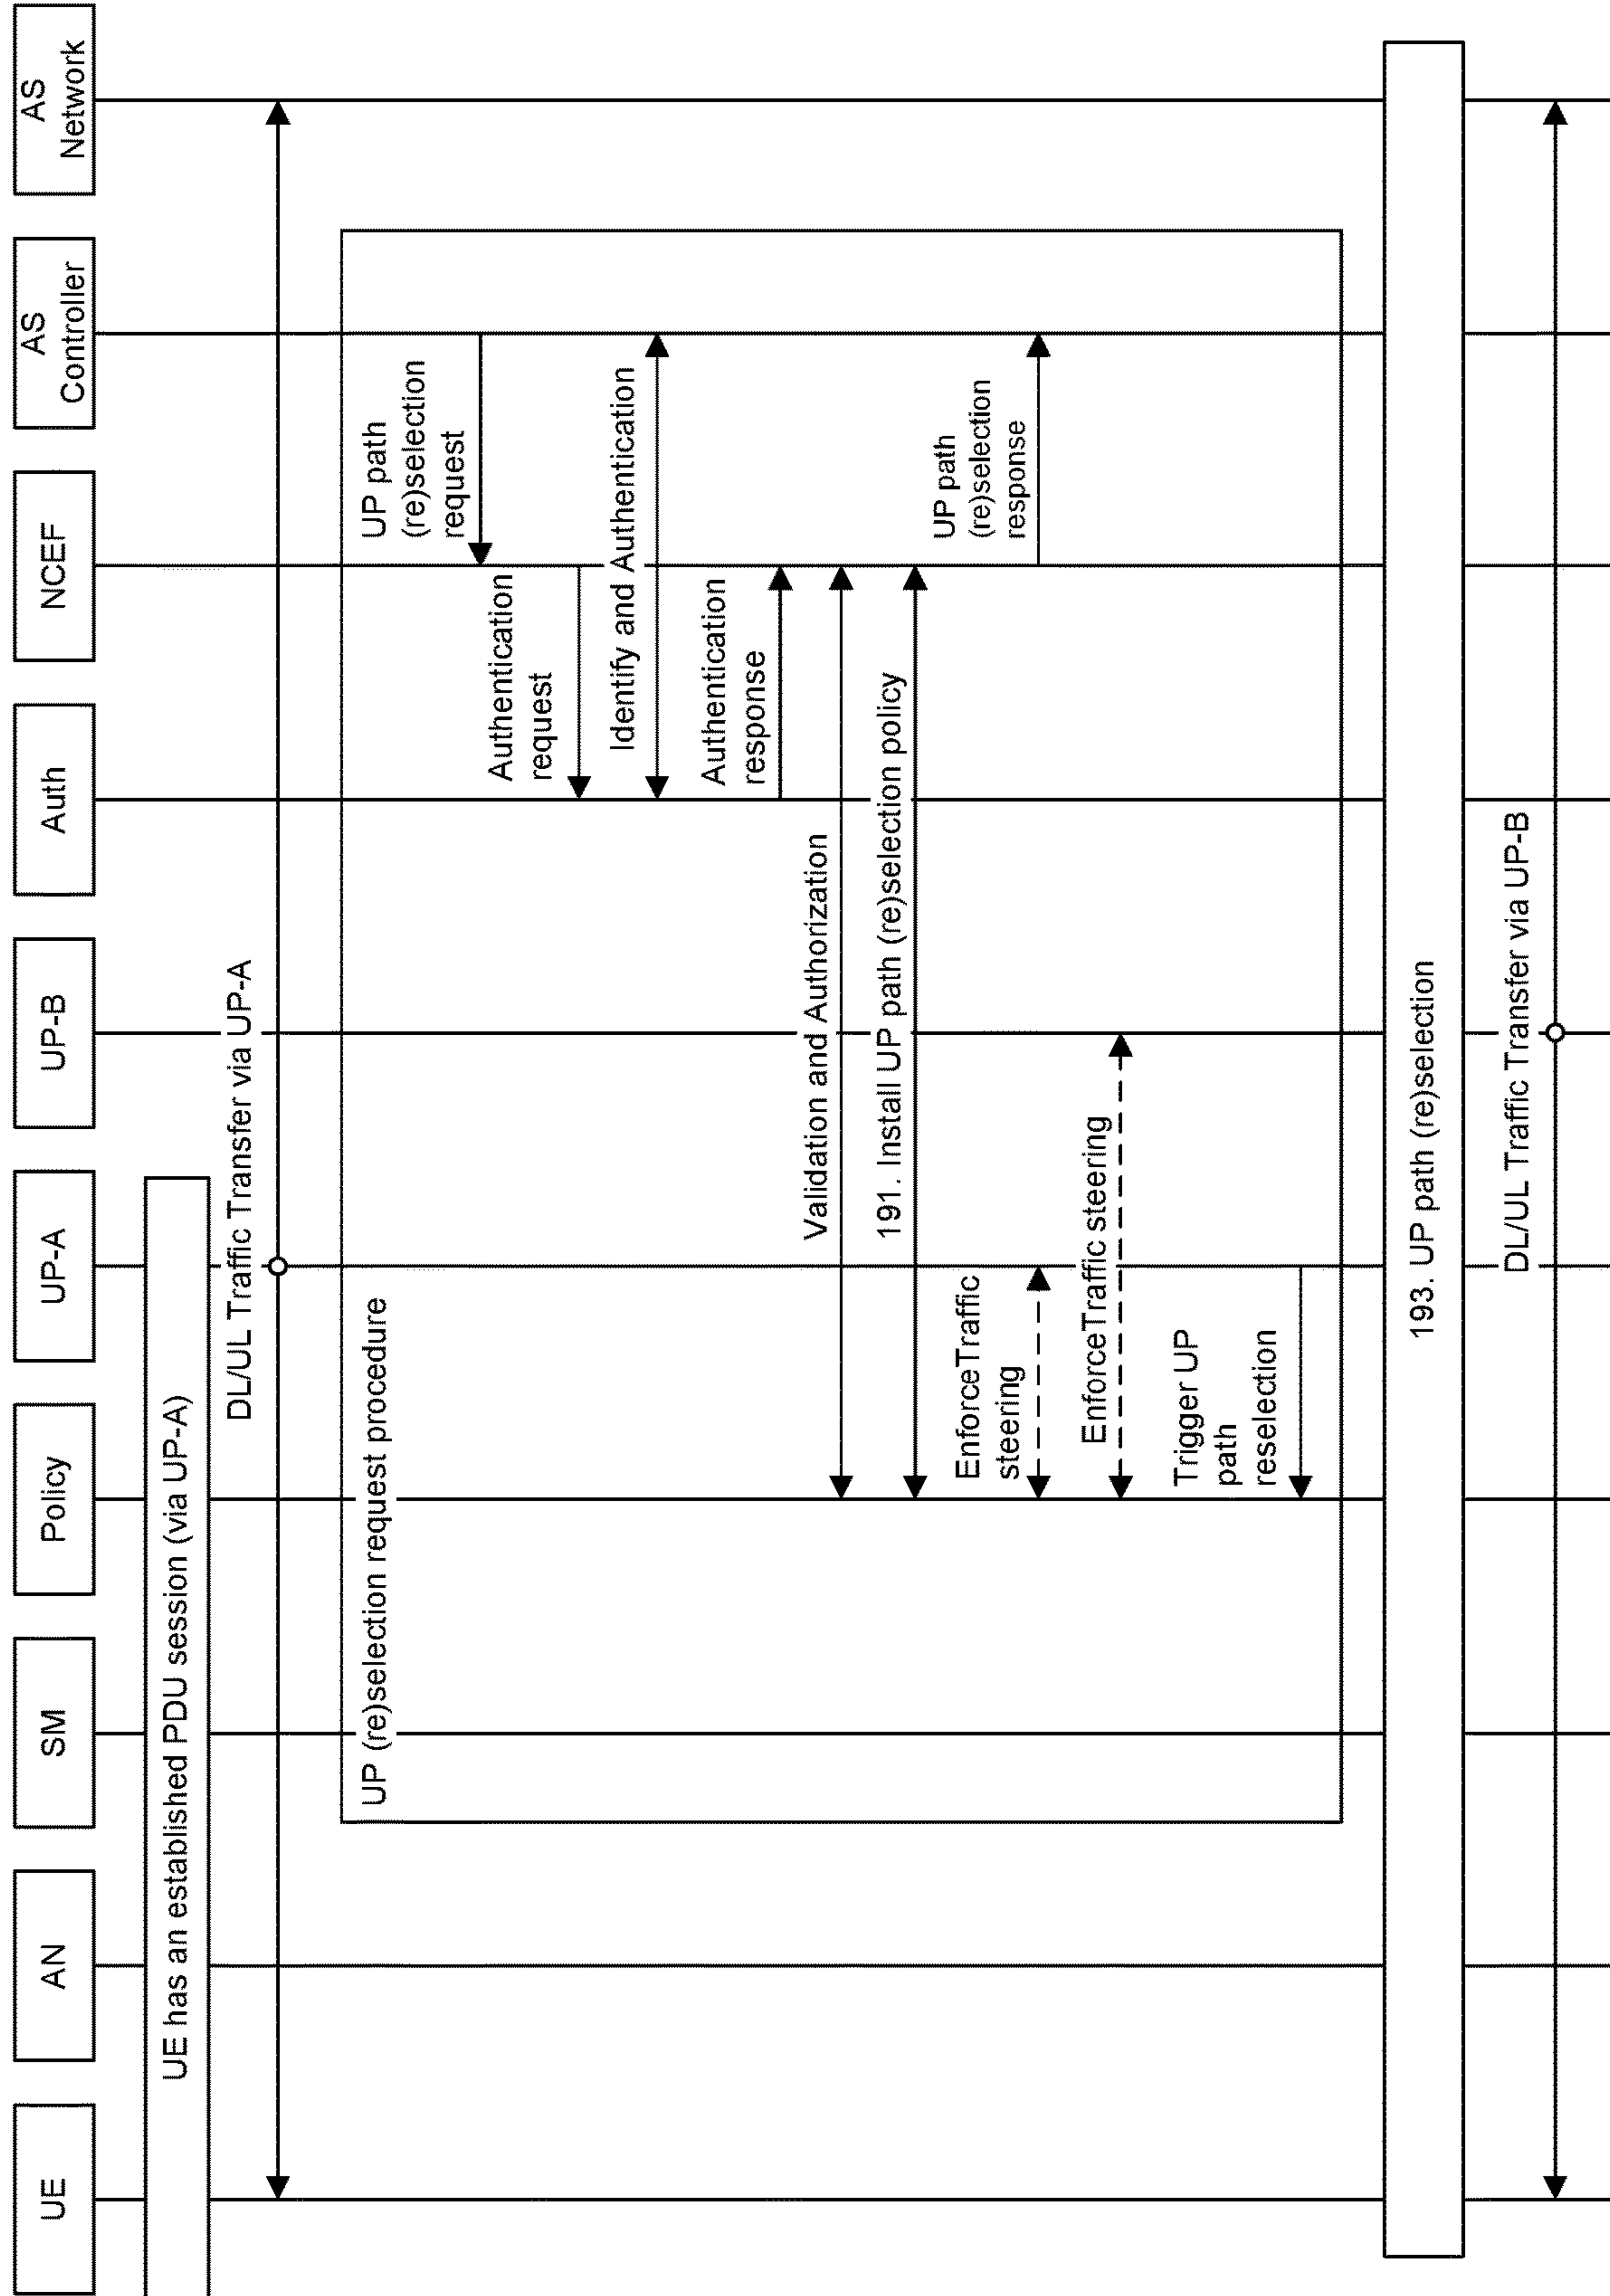 UE
AN
SM
Policy
UP-A
UP-B
Auth
NCEF
AS
Controller
AS
Network
UE has an established PDU session (via UP-A)
DL/UL Traffic Transfer via UP-A
UP (re)selection request procedure
UP path
(re)selection
request
Authentication
request
Identify and Authentication
Authentication
response
Validation and Authorization
191. Install UP path (re)selection policy
UP path
(re)selection
response
EnforceTraffic
steering
EnforceTraffic steering
Trigger UP
path
reselection
193. UP path (re)selection
DL/UL Traffic Transfer via UP-B